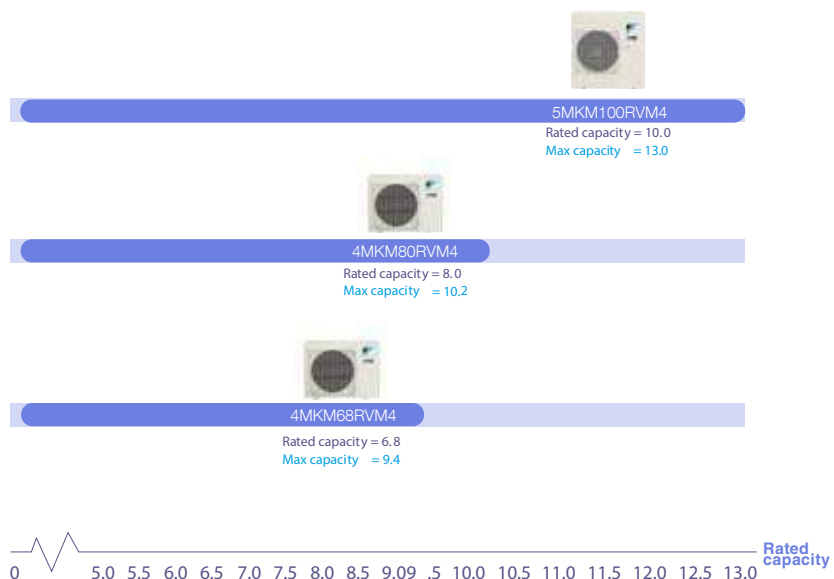 5MKM100RVM4
Rated capacity = 10.0
Max capacity = 13.0
4MKM80RVM4
Rated capacity = 8.0
Max capacity = 10.2
4MKM68RVM4
Rated capacity = 6.8
Max capacity = 9.4
Rated
capacity
0 5.0 5.5 6.0 6.5 7.0 7.5 8.0 8.5 9.09 .5 10.0 10.5 11.0 11.5 12.0 12.5 13.0